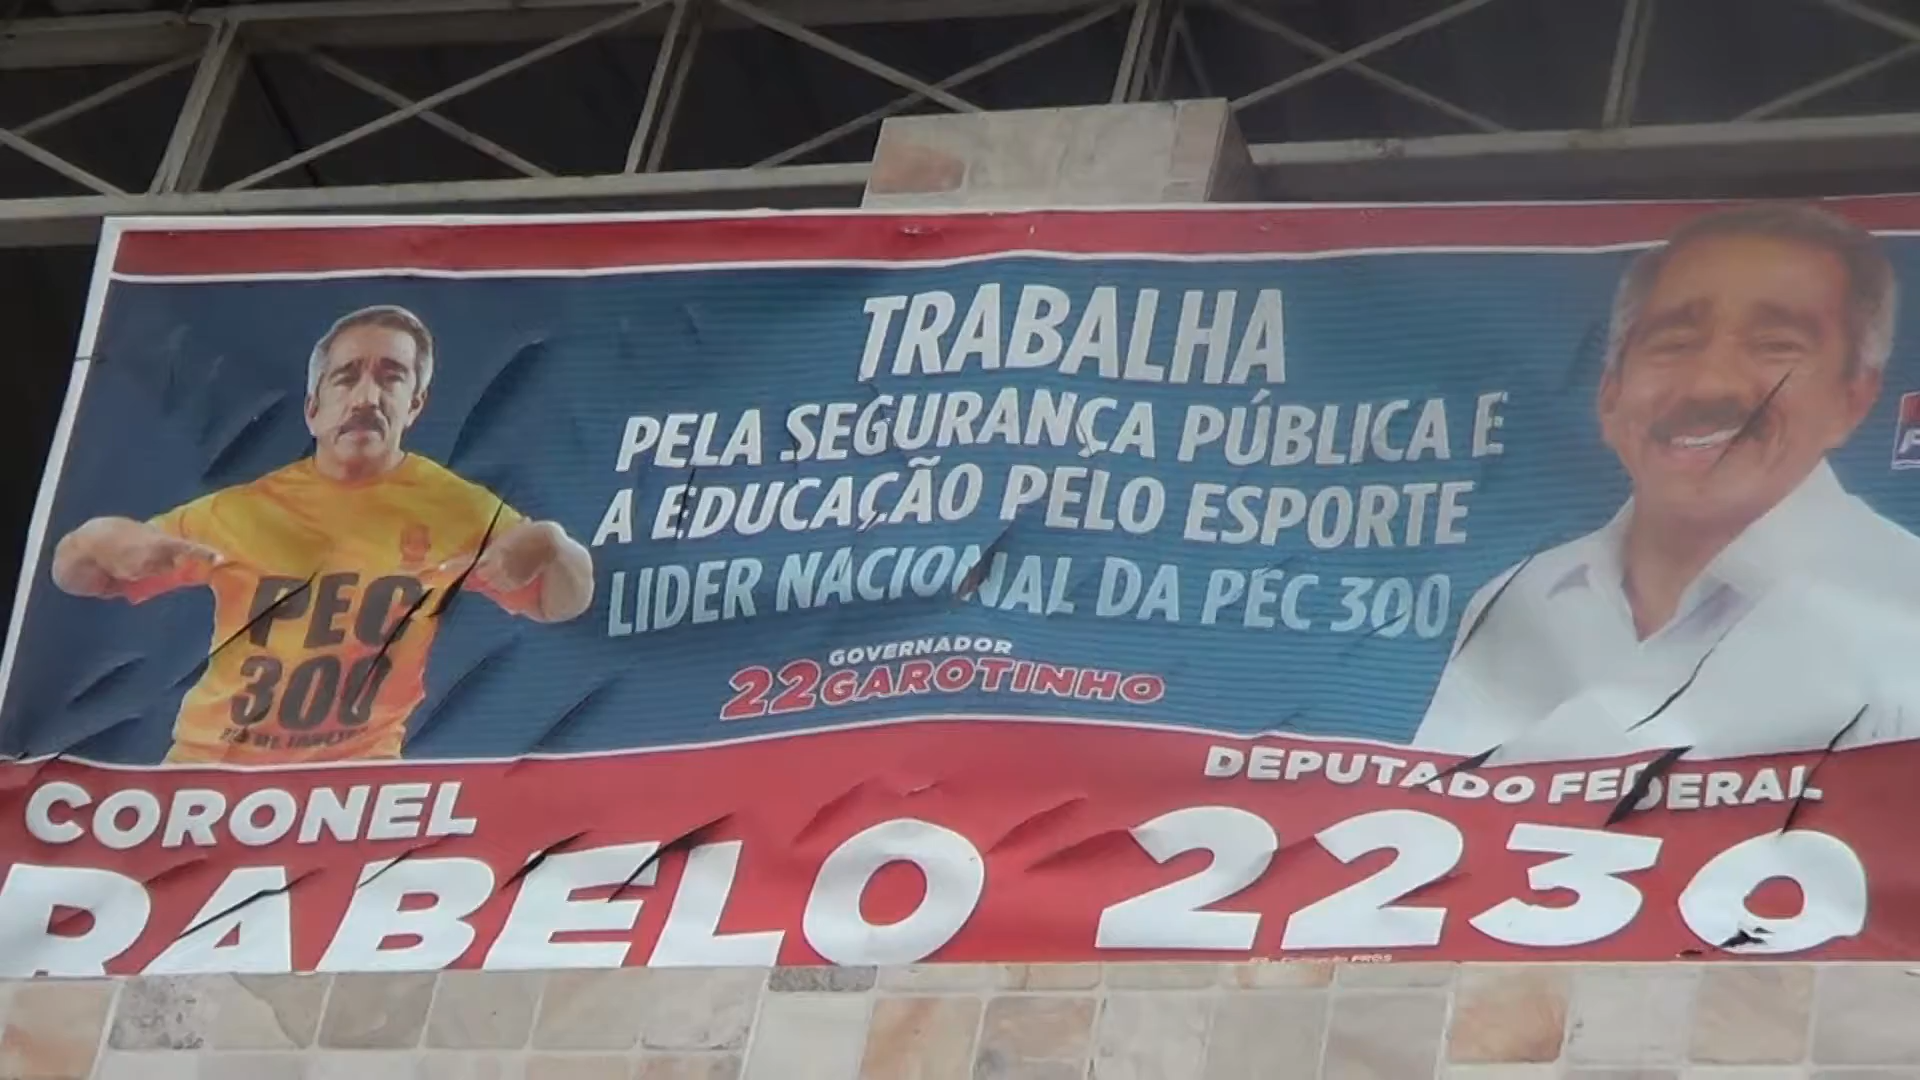 TRABALHA
PELA SEGURANÇA PÚBLICA E
A EDUCAÇÃO PELO ESPORTE
LIDER NACIONAL DA PEC 300
PEC
300
GOVERNADOR
22 GAROTINHO
DEPUTADO FEDERAL
CORONEL
RABELO 2230